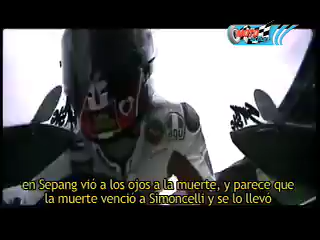 en Sepang vió a los ojos a la muerte, y parece que
la muerte venció a Simoncelli y se lo llevó